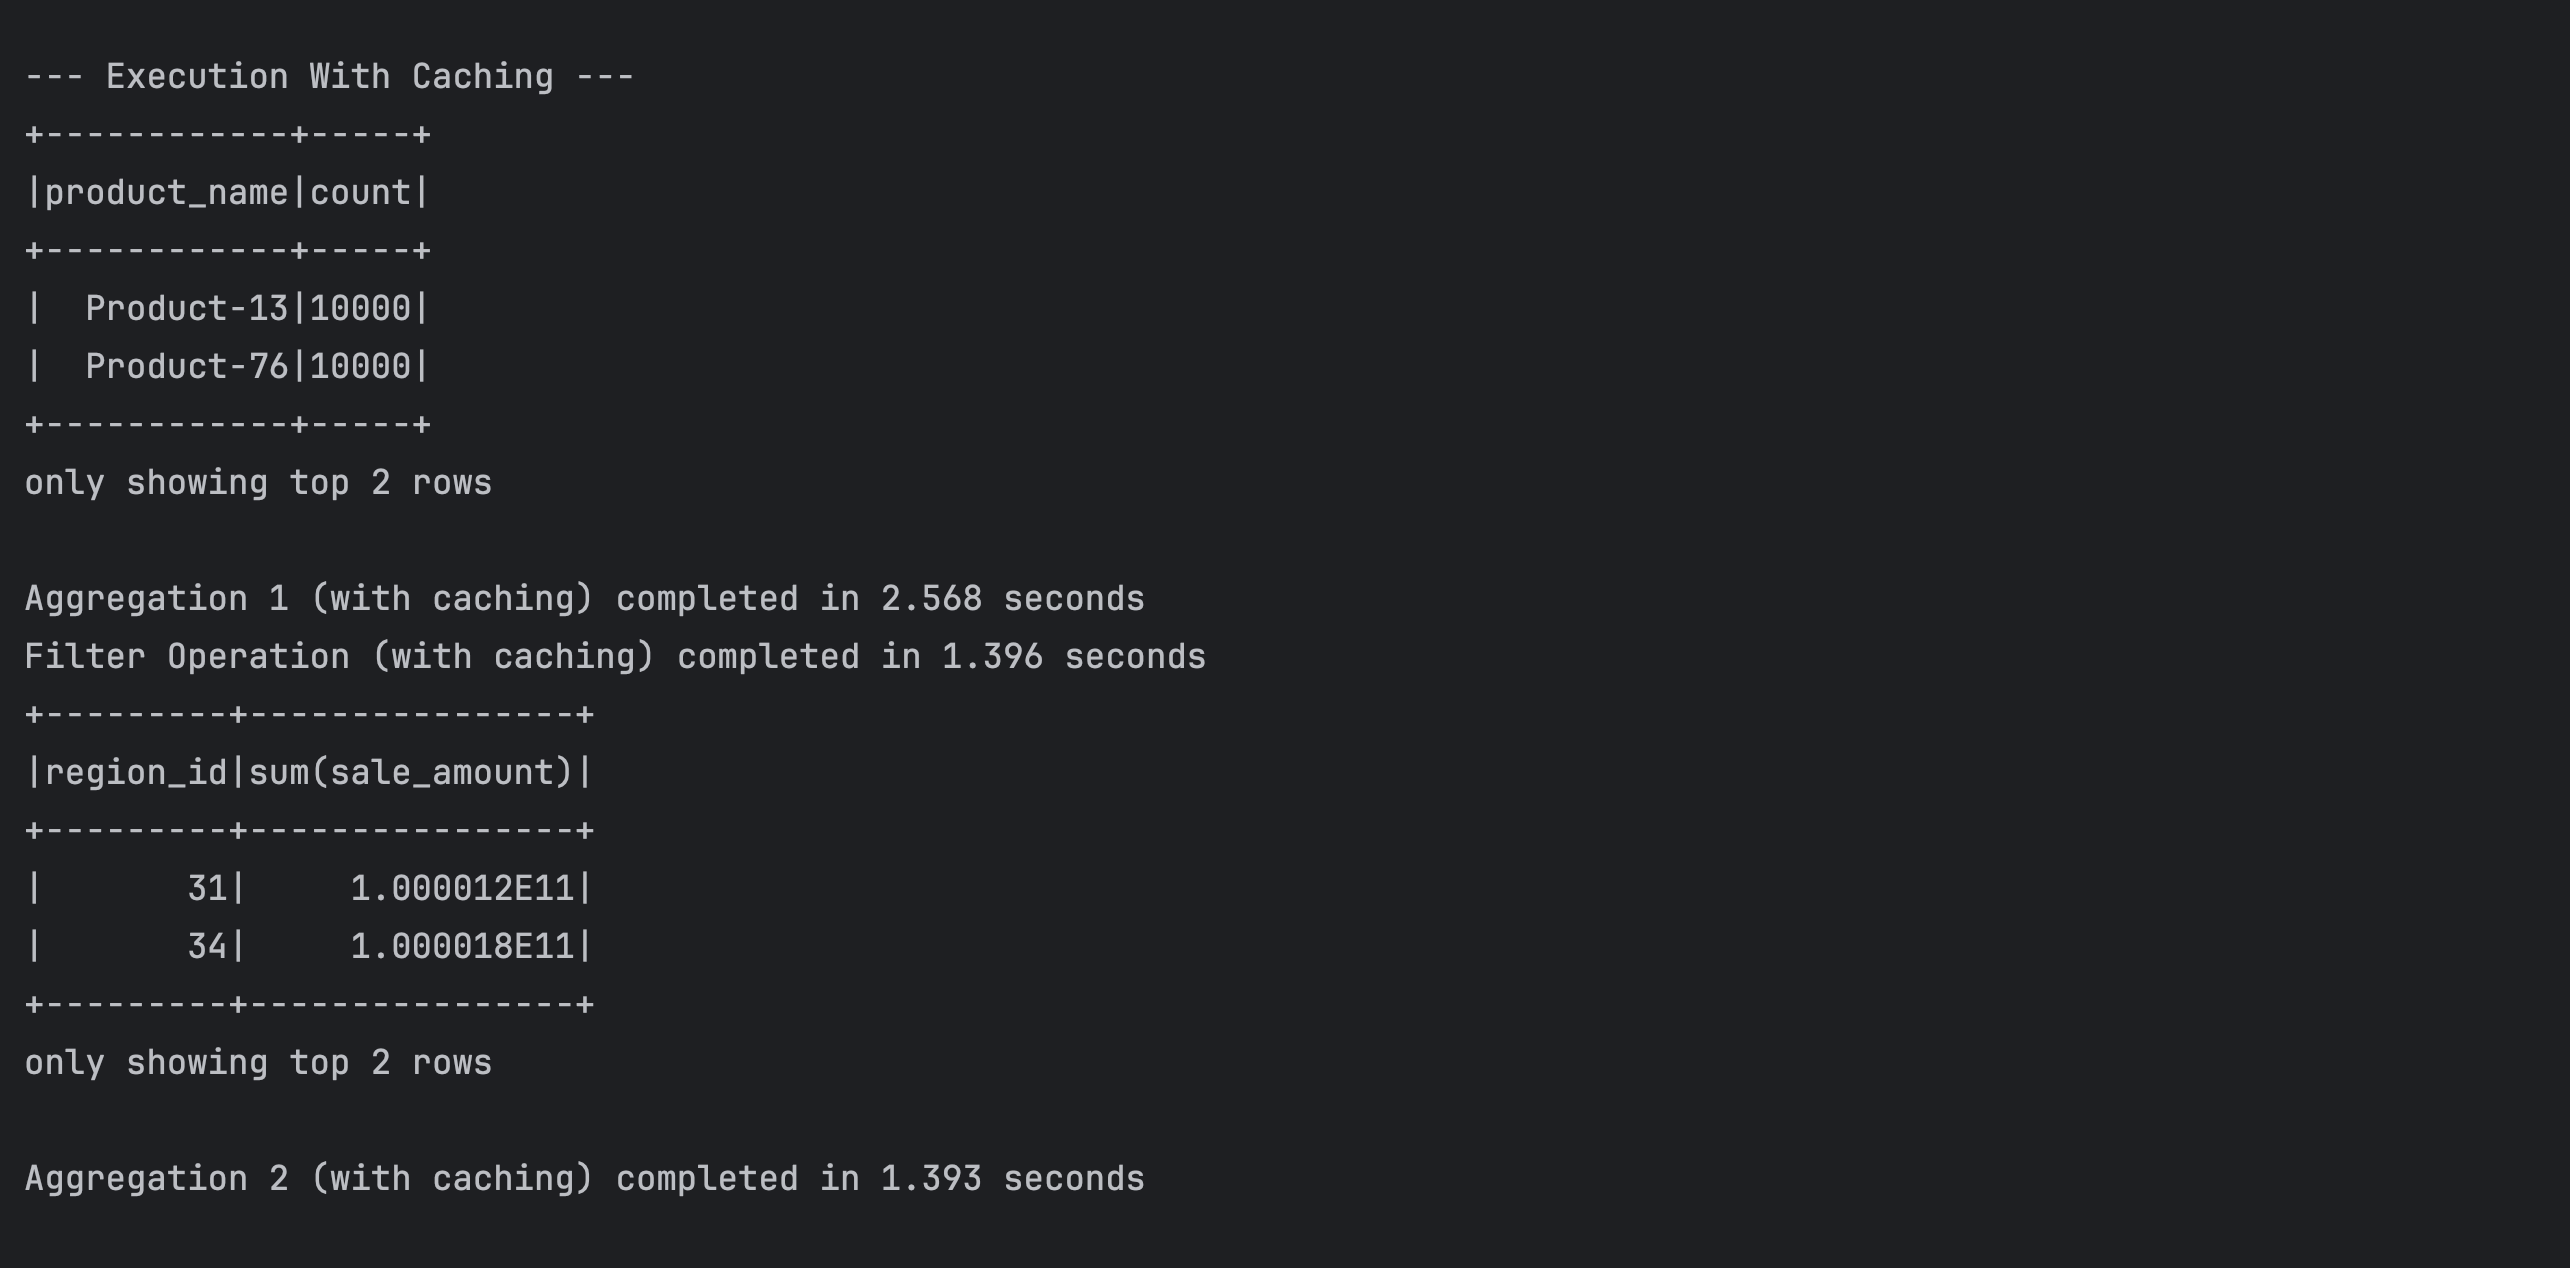 --- Execution With Caching ---
+------------+-----+
|product_name|count|
+------------+-----+
|  Product-13|10000|
|  Product-76|10000|
+------------+-----+
only showing top 2 rows

Aggregation 1 (with caching) completed in 2.568 seconds
Filter Operation (with caching) completed in 1.396 seconds
+---------+----------------+
|region_id|sum(sale_amount)|
+---------+----------------+
|       31|     1.000012E11|
|       34|     1.000018E11|
+---------+----------------+
only showing top 2 rows

Aggregation 2 (with caching) completed in 1.393 seconds